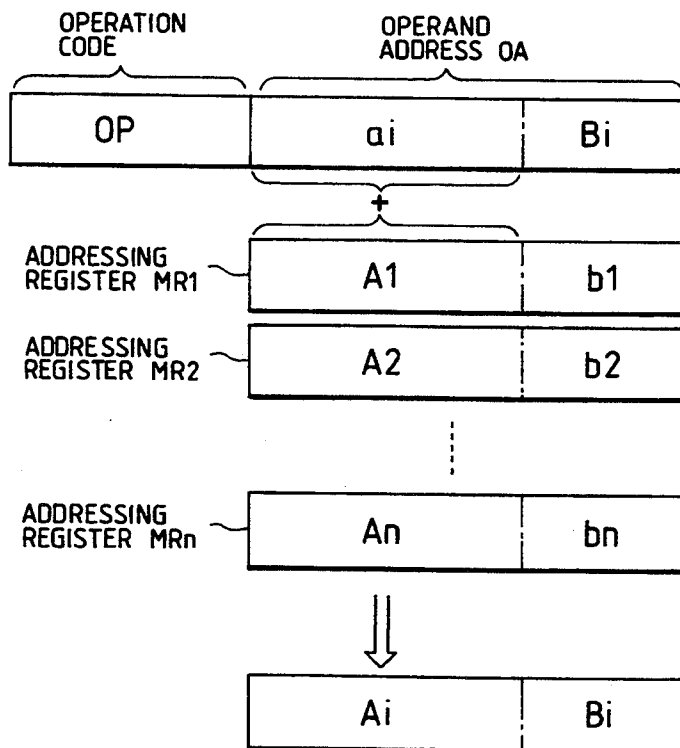 OPERATION
CODE
OPERAND
ADDRESS OA
OP ai Bi
+
ADDRESSING
REGISTER MR1
A1 b1
ADDRESSING
REGISTER MR2
A2 b2
ADDRESSING
REGISTER MRn
An bn
Ai Bi